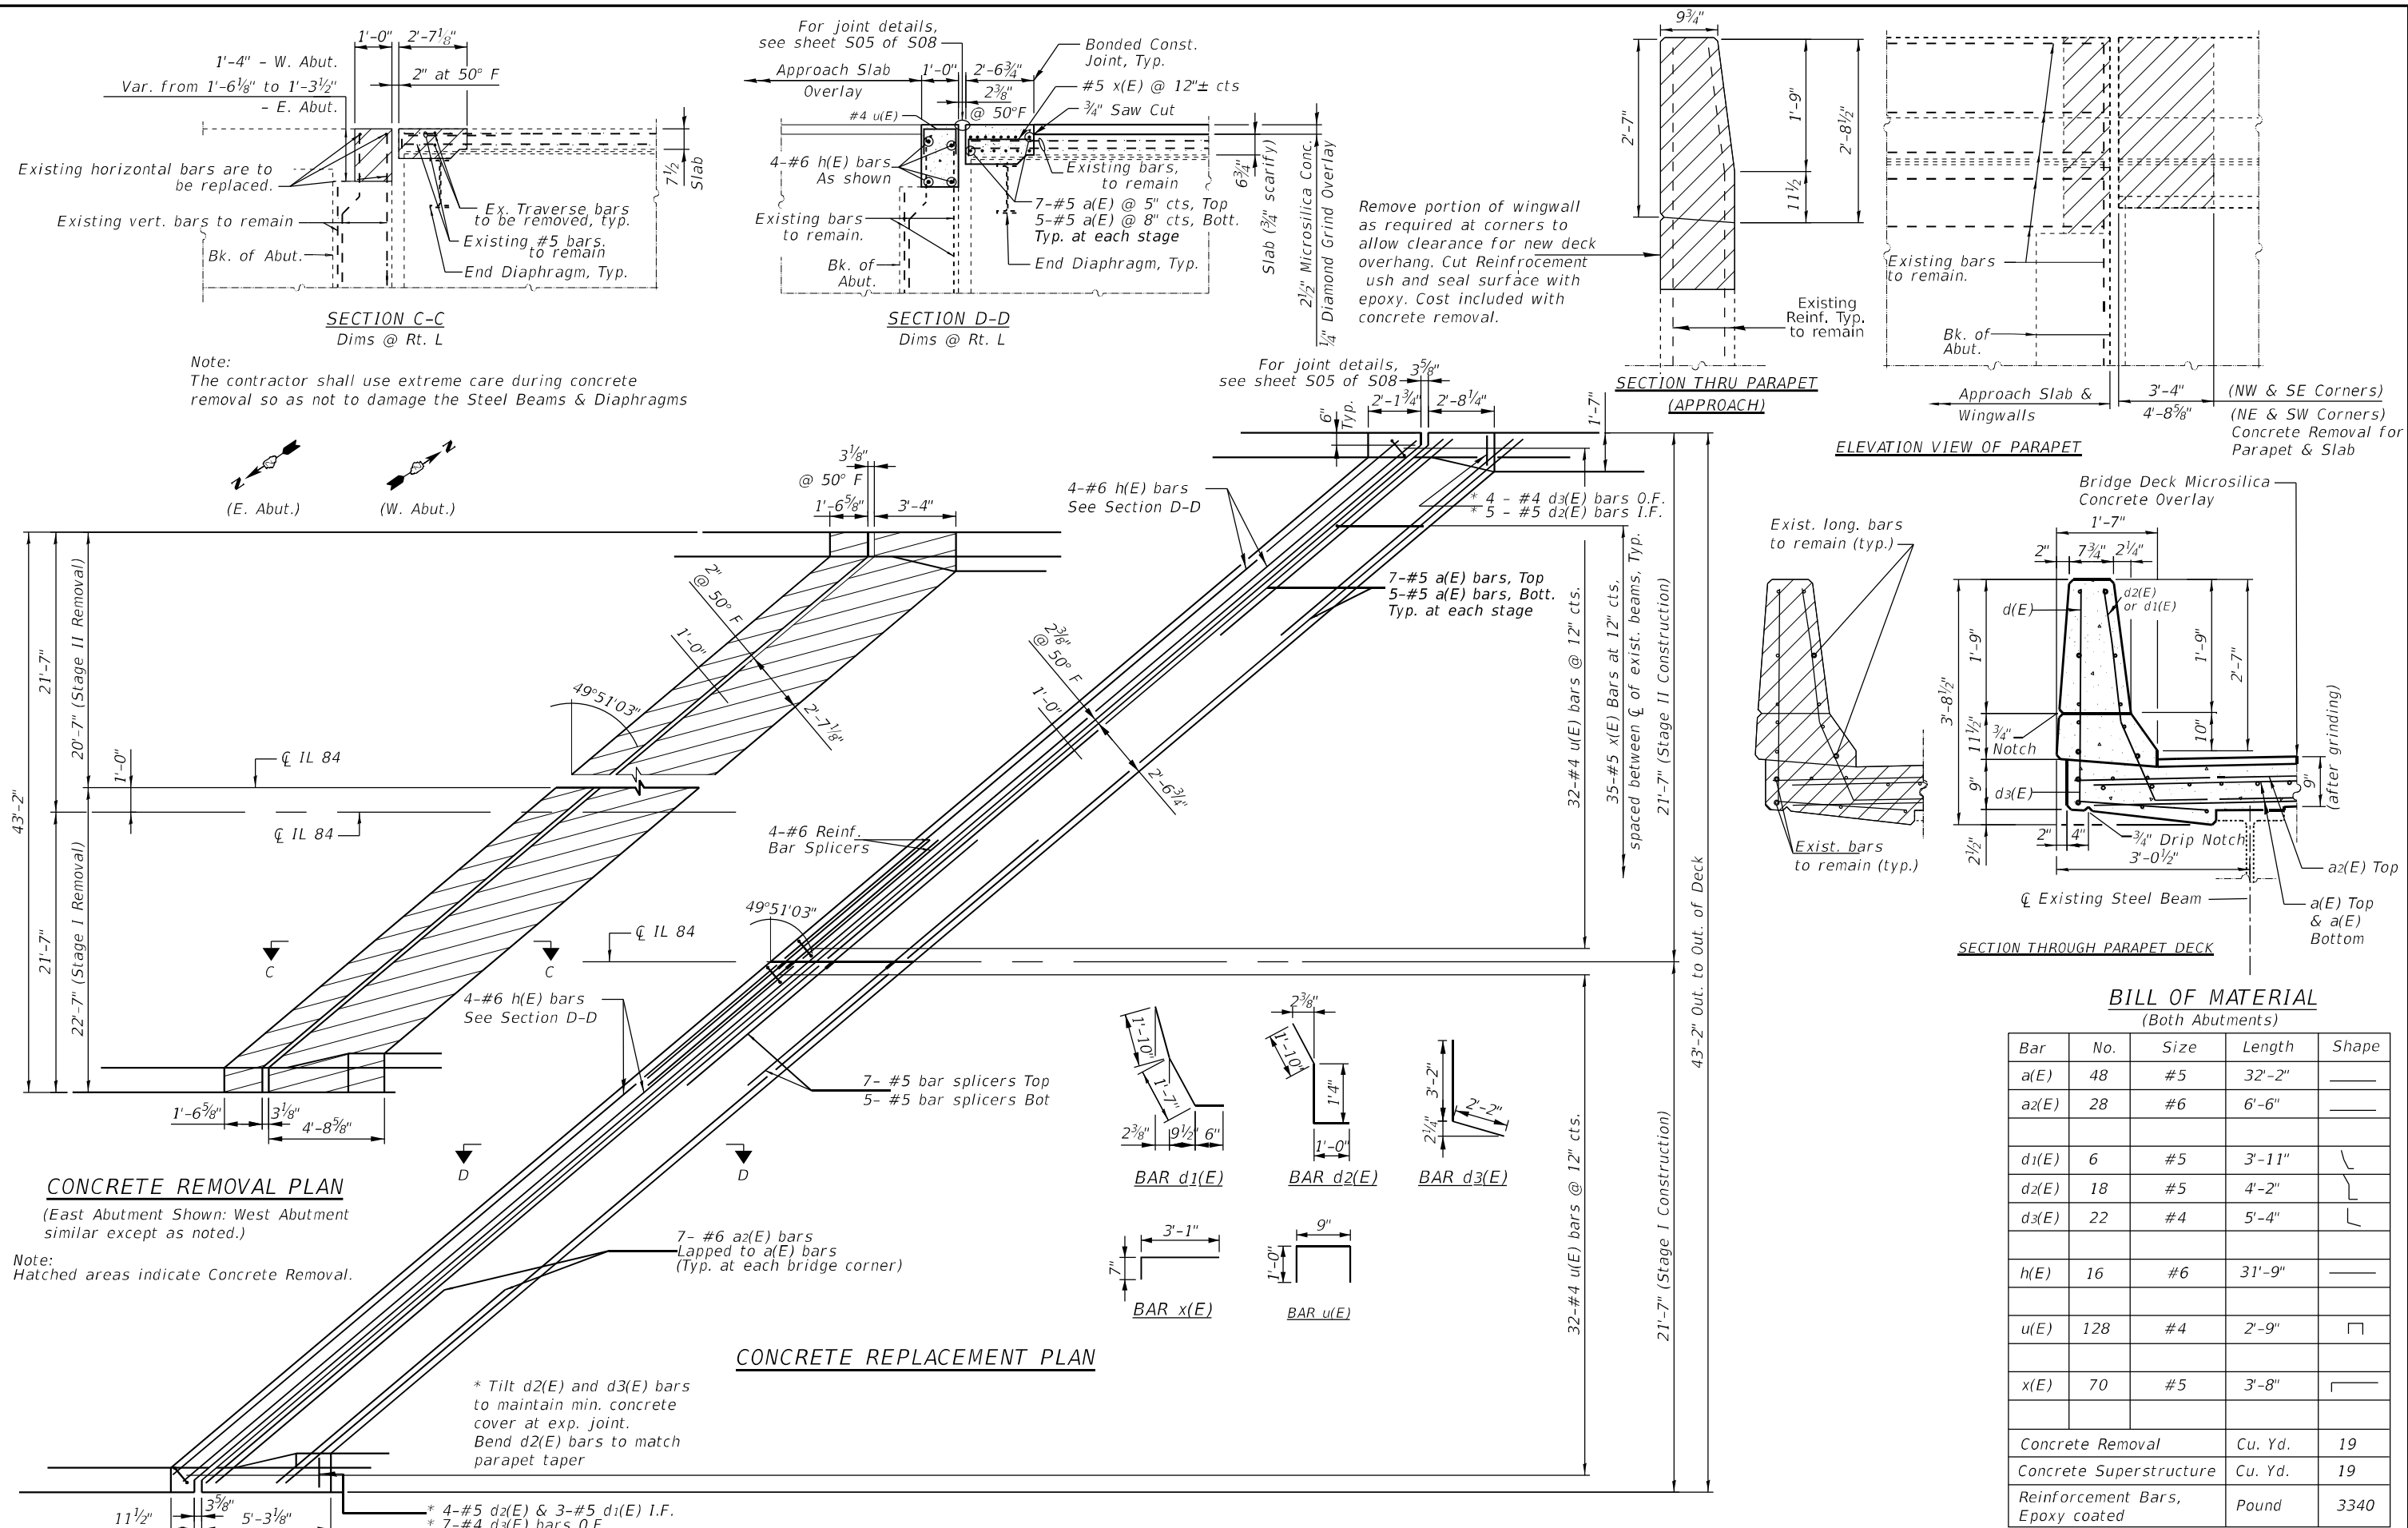 1'-0"
2'-7⅛"
1'-4" - W. Abut.
Var. from 1'-6⅛" to 1'-3½"
- E. Abut.
2" at 50° F
Existing horizontal bars are to
be replaced.
Existing vert. bars to remain
Bk. of Abut.
Ex. Traverse bars
to be removed, typ.
Existing #5 bars.
to remain
End Diaphragm, Typ.
7½
Slab
SECTION C-C
Dims @ Rt. L
Note:
The contractor shall use extreme care during concrete
removal so as not to damage the Steel Beams & Diaphragms
For joint details,
see sheet S05 of S08
Approach Slab
Overlay
1'-0"
2'-6¾"
2⅜"
@ 50°F
Bonded Const.
Joint, Typ.
#5 x(E) @ 12"± cts
¾" Saw Cut
#4 u(E)
4-#6 h(E) bars
As shown
Existing bars
to remain.
Bk. of
Abut.
Existing bars,
to remain
7-#5 a(E) @ 5" cts, Top
5-#5 a(E) @ 8" cts, Bott.
Typ. at each stage
End Diaphragm, Typ.
6¾"
Slab (¾" scarify)
2½" Microsilica Conc.
¼" Diamond Grind Overlay
SECTION D-D
Dims @ Rt. L
9¾"
2'-7"
1'-9"
11½
2'-8½"
Remove portion of wingwall
as required at corners to
allow clearance for new deck
overhang. Cut Reinfrocement
ush and seal surface with
epoxy. Cost included with
concrete removal.
Existing
Reinf. Typ.
to remain
SECTION THRU PARAPET
(APPROACH)
Existing bars
to remain.
Bk. of
Abut.
Approach Slab &
Wingwalls
3'-4"
(NW & SE Corners)
4'-8⅝"
(NE & SW Corners)
Concrete Removal for
Parapet & Slab
ELEVATION VIEW OF PARAPET
N
(E. Abut.)
N
(W. Abut.)
3⅛"
@ 50° F
1'-6⅝"
3'-4"
43'-2"
21'-7"
21'-7"
20'-7" (Stage II Removal)
22'-7" (Stage I Removal)
1'-0"
℄ IL 84
℄ IL 84
2"
@ 50° F
1'-0"
2'-7⅛"
49°51'03"
C
C
1'-6⅝"
3⅛"
4'-8⅝"
CONCRETE REMOVAL PLAN
(East Abutment Shown: West Abutment
similar except as noted.)
Note:
Hatched areas indicate Concrete Removal.
For joint details,
see sheet S05 of S08
3⅝"
6"
Typ.
2'-1¾"
2'-8¼"
1'-7"
4-#6 h(E) bars
See Section D-D
* 4 - #4 d3(E) bars O.F.
* 5 - #5 d2(E) bars I.F.
7-#5 a(E) bars, Top
5-#5 a(E) bars, Bott.
Typ. at each stage
2⅜"
@ 50° F
1'-0"
2'-6¾"
4-#6 Reinf.
Bar Splicers
49°51'03"
℄ IL 84
32-#4 u(E) bars @ 12" cts.
35-#5 x(E) Bars at 12" cts,
spaced between ℄ of exist. beams, Typ.
21'-7" (Stage II Construction)
43'-2" Out. to Out. of Deck
4-#6 h(E) bars
See Section D-D
7- #5 bar splicers Top
5- #5 bar splicers Bot
D
D
7- #6 a2(E) bars
Lapped to a(E) bars
(Typ. at each bridge corner)
32-#4 u(E) bars @ 12" cts.
21'-7" (Stage I Construction)
CONCRETE REPLACEMENT PLAN
* Tilt d2(E) and d3(E) bars
to maintain min. concrete
cover at exp. joint.
Bend d2(E) bars to match
parapet taper
11½"
3⅝"
5'-3⅛"
* 4-#5 d2(E) & 3-#5 d1(E) I.F.
* 7-#4 d3(E) bars O.F.
1'-10"
1'-7"
2⅜"
9½"
6"
BAR d1(E)
2⅜"
1'-10"
1'4"
1'-0"
BAR d2(E)
3'-2"
2'-2"
2¼"
BAR d3(E)
3'-1"
7"
BAR x(E)
9"
1'-0"
BAR u(E)
Exist. long. bars
to remain (typ.)
Exist. bars
to remain (typ.)
Bridge Deck Microsilica
Concrete Overlay
1'-7"
2"
7¾"
2¼"
d(E)
d2(E)
or d1(E)
1'-9"
3'-8½"
11½"
9"
2½"
¾"
Notch
d3(E)
1'-9"
10"
2'-7"
9"
(after grinding)
2"
4"
¾" Drip Notch
3'-0½"
℄ Existing Steel Beam
a2(E) Top
a(E) Top
& a(E)
Bottom
SECTION THROUGH PARAPET DECK
BILL OF MATERIAL
(Both Abutments)
Bar No. Size Length Shape
a(E) 48 #5 32'-2"
a2(E) 28 #6 6'-6"
d1(E) 6 #5 3'-11"
d2(E) 18 #5 4'-2"
d3(E) 22 #4 5'-4"
h(E) 16 #6 31'-9"
u(E) 128 #4 2'-9"
x(E) 70 #5 3'-8"
Concrete Removal Cu. Yd. 19
Concrete Superstructure Cu. Yd. 19
Reinforcement Bars,
Epoxy coated Pound 3340